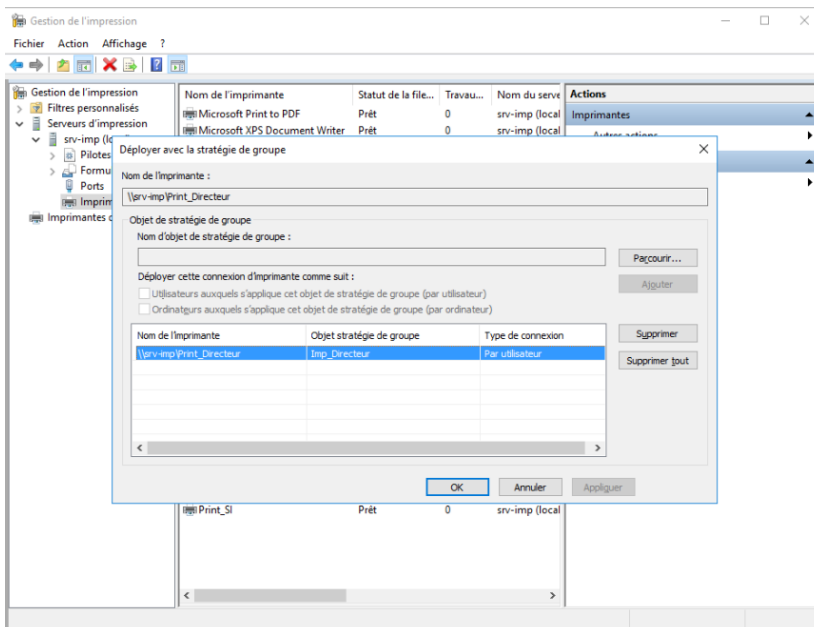 Gestion de l'impression
Fichier Action Affichage ?
Gestion de l'impression
Filtres personnalisés
Serveurs d'impression
srv-imp (lo
Pilotes
Formu
Ports
Imprim
Imprimantes d
Nom de l'imprimante Statut de la file... Travau... Nom du serve
Microsoft Print to PDF Prêt 0 srv-imp (local
Microsoft XPS Document Writer Prêt 0 srv-imp (local
Print_SI Prêt 0 srv-imp (local
Actions
Imprimantes
Autres actions
Déployer avec la stratégie de groupe
Nom de l'imprimante :
\\srv-imp\Print_Directeur
Objet de stratégie de groupe
Nom d'objet de stratégie de groupe :
Parcourir...
Déployer cette connexion d'imprimante comme suit :
Ajouter
Utilisateurs auxquels s'applique cet objet de stratégie de groupe (par utilisateur)
Ordinateurs auxquels s'applique cet objet de stratégie de groupe (par ordinateur)
Nom de l'imprimante Objet stratégie de groupe Type de connexion
\\srv-imp\Print_Directeur Imp_Directeur Par utilisateur
Supprimer
Supprimer tout
OK Annuler Appliquer